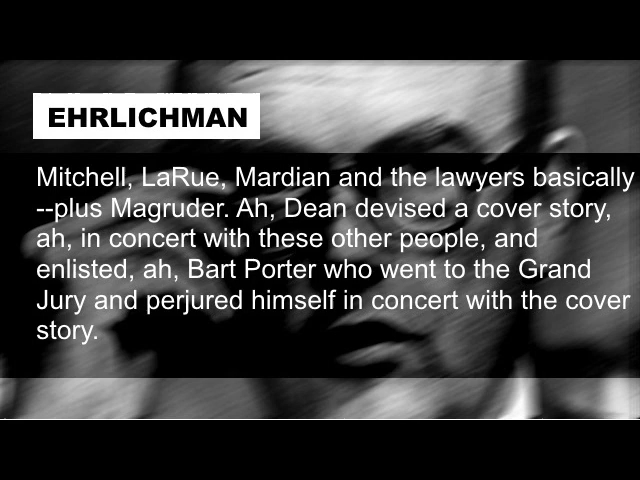 EHRLICHMAN
Mitchell, LaRue, Mardian and the lawyers basically
--plus Magruder. Ah, Dean devised a cover story,
ah, in concert with these other people, and
enlisted, ah, Bart Porter who went to the Grand
Jury and perjured himself in concert with the cover
story.